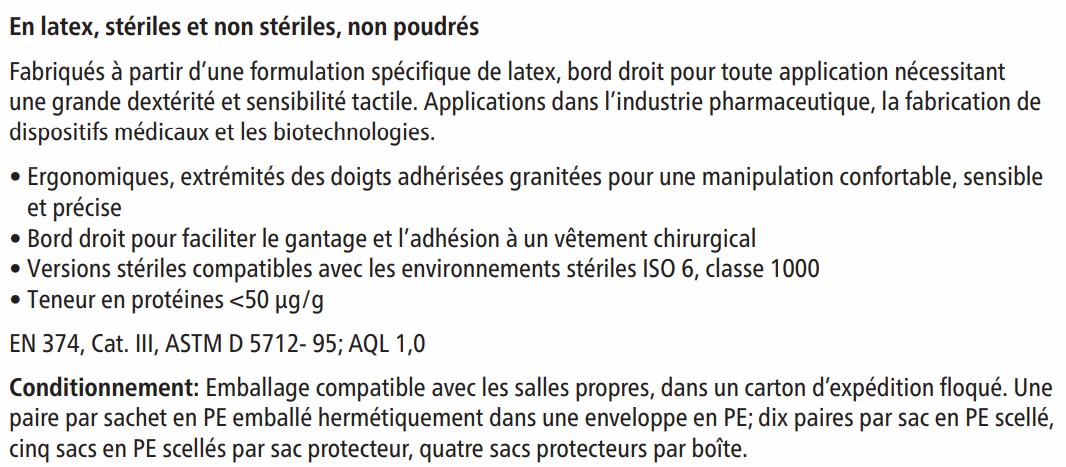 En latex, stériles et non stériles, non poudrés
Fabriqués à partir d’une formulation spécifique de latex, bord droit pour toute application nécessitant
une grande dextérité et sensibilité tactile. Applications dans l’industrie pharmaceutique, la fabrication de
dispositifs médicaux et les biotechnologies.
• Ergonomiques, extrémités des doigts adhérisées granitées pour une manipulation confortable, sensible
et précise
• Bord droit pour faciliter le gantage et l’adhésion à un vêtement chirurgical
• Versions stériles compatibles avec les environnements stériles ISO 6, classe 1000
• Teneur en protéines <50 µg/g
EN 374, Cat. III, ASTM D 5712- 95; AQL 1,0
Conditionnement: Emballage compatible avec les salles propres, dans un carton d’expédition floqué. Une
paire par sachet en PE emballé hermétiquement dans une enveloppe en PE; dix paires par sac en PE scellé,
cinq sacs en PE scellés par sac protecteur, quatre sacs protecteurs par boîte.